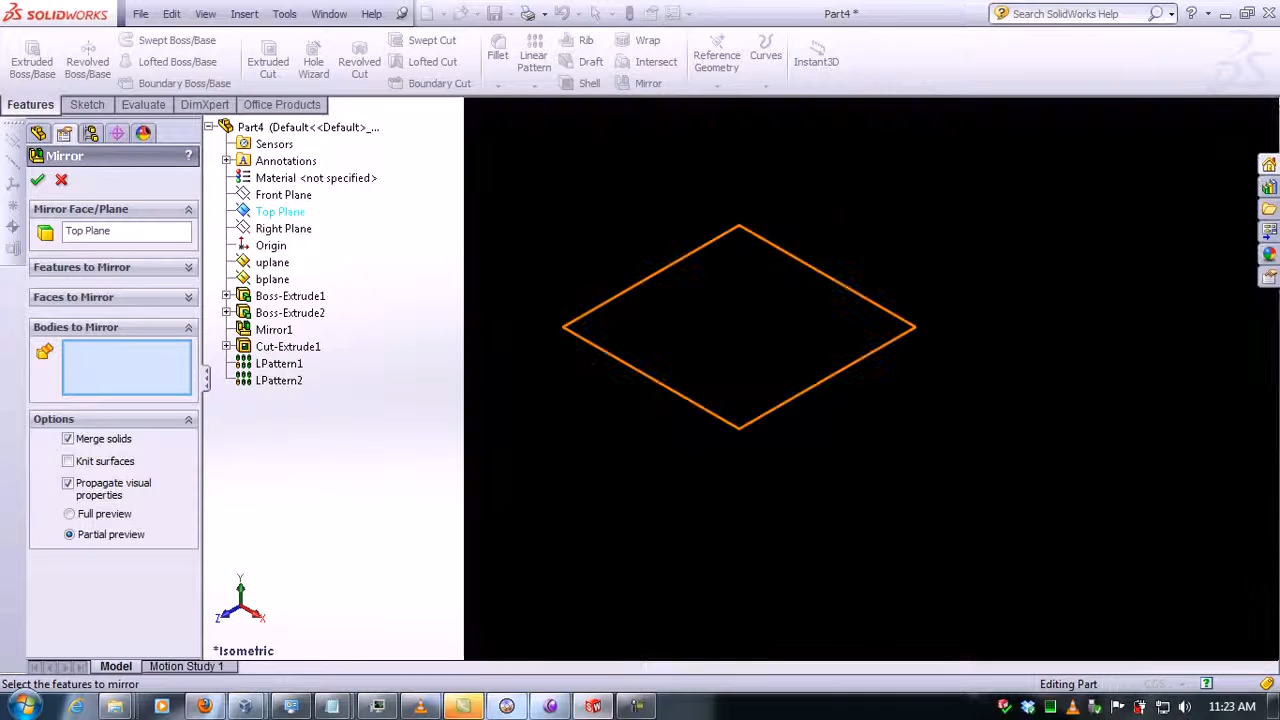 SOLIDWORKS File Edit View Insert Tools Window Help Part4 * Search SolidWorks Help
Extruded Boss/Base
Revolved Boss/Base
Swept Boss/Base
Lofted Boss/Base
Boundary Boss/Base
Extruded Cut
Hole Wizard
Revolved Cut
Swept Cut
Lofted Cut
Boundary Cut
Fillet
Linear Pattern
Rib
Draft
Shell
Wrap
Intersect
Mirror
Reference Geometry
Curves
Instant3D
Features Sketch Evaluate DimXpert Office Products
Mirror ?
Mirror Face/Plane
Top Plane
Features to Mirror
Faces to Mirror
Bodies to Mirror
Options
Merge solids
Knit surfaces
Propagate visual
properties
Full preview
Partial preview
Part4 (Default<<Default>_...
Sensors
Annotations
Material <not specified>
Front Plane
Top Plane
Right Plane
Origin
uplane
bplane
Boss-Extrude1
Boss-Extrude2
Mirror1
Cut-Extrude1
LPattern1
LPattern2
Y
Z
X
*Isometric
Model Motion Study 1
Select the features to mirror
Editing Part
CGS
11:23 AM